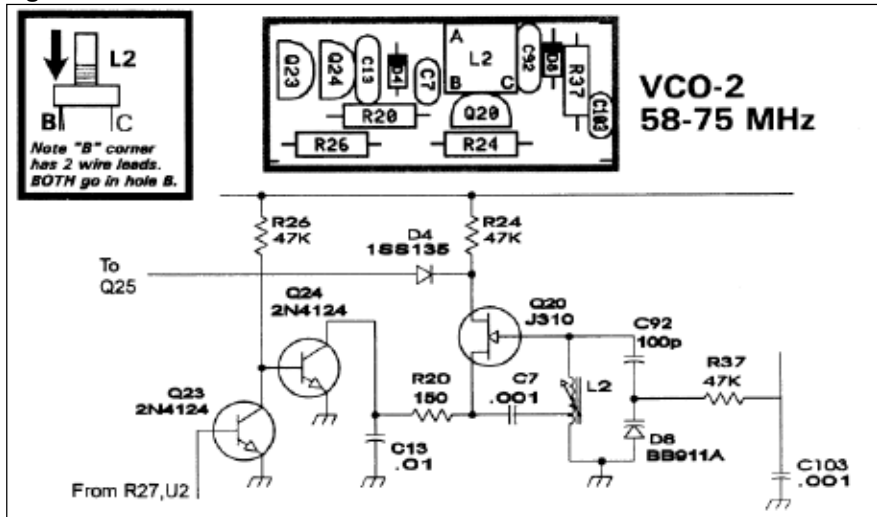 L2
B
C
Note "B" corner
has 2 wire leads.
BOTH go in hole B.
Q23
Q24
C13
D4
C7
A
L2
B
C
C92
D8
R37
R20
Q20
C103
R26
R24
VCO-2
58-75 MHz
R26
47K
D4
1SS135
R24
47K
To
Q25
Q24
2N4124
Q20
J310
C92
100p
R37
47K
Q23
2N4124
R20
150
C7
.001
L2
C13
.01
D8
BB911A
C103
.001
From R27,U2